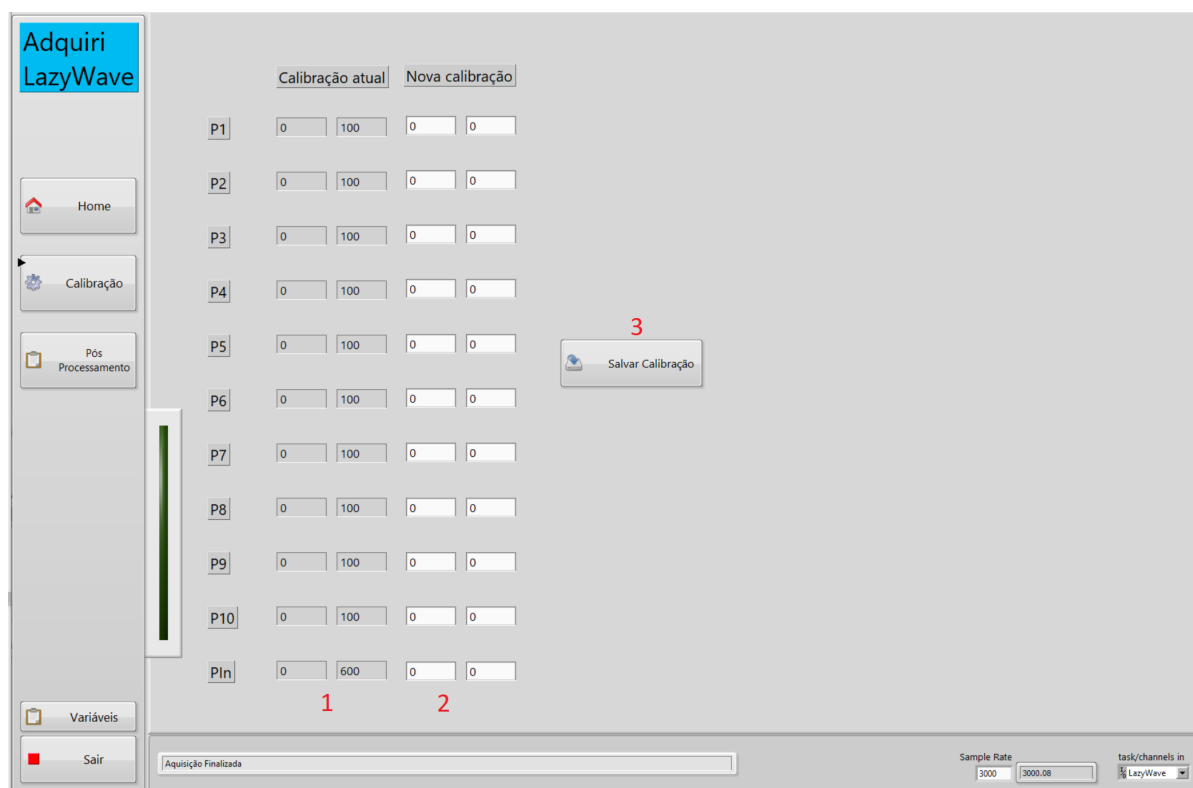 Adquiri
LazyWave
Home
Calibração
Pós
Processamento
Variáveis
Sair
Calibração atual Nova calibração
P1 0 100 0 0
P2 0 100 0 0
P3 0 100 0 0
P4 0 100 0 0
P5 0 100 0 0
P6 0 100 0 0
P7 0 100 0 0
P8 0 100 0 0
P9 0 100 0 0
P10 0 100 0 0
PIn 0 600 0 0
1 2
3
Salvar Calibração
Aquisição Finalizada
Sample Rate
3000 3000.08
task/channels in
LazyWave